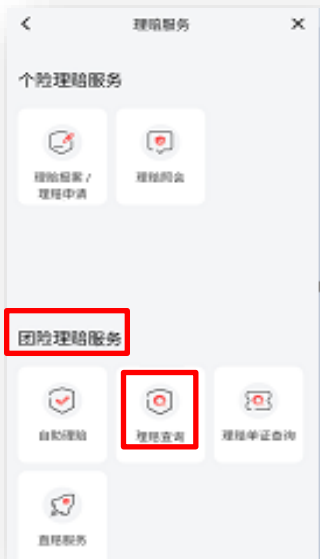 理赔服务
个险理赔服务
理赔报案/
理赔申请
理赔照会
团险理赔服务
自助理赔
理赔查询
理赔单证查询
直赔服务